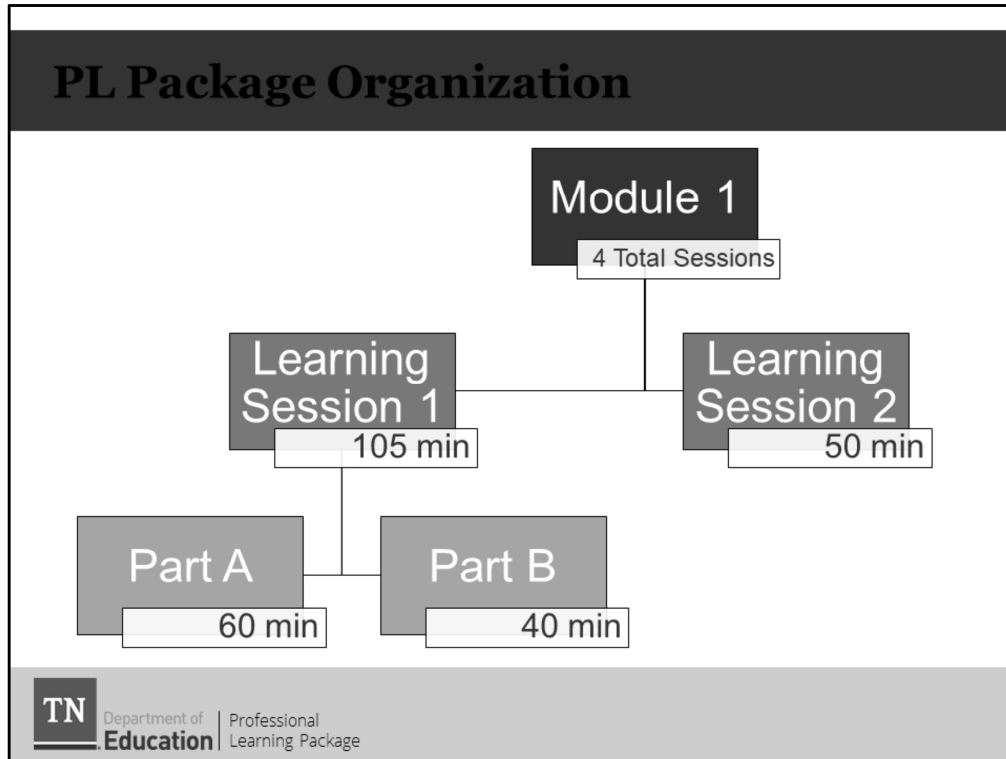 PL Package Organization
Module 1
4 Total Sessions
Learning
Session 1
105 min
Learning
Session 2
50 min
Part A
60 min
Part B
40 min
TN
Department of
Education
Professional
Learning Package